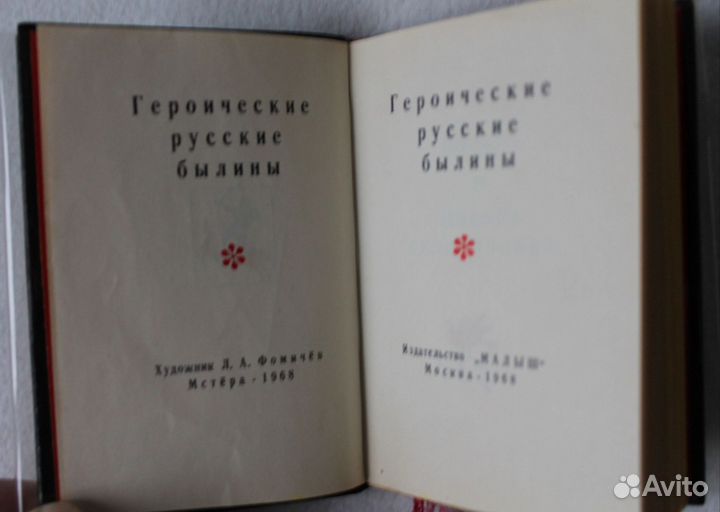 Героические
русские
былины
Художник Л. А. Фомичёв
Мстёра - 1968
Героические
русские
былины
Издательство „МАЛЫШ“
Москва - 1968
Avito